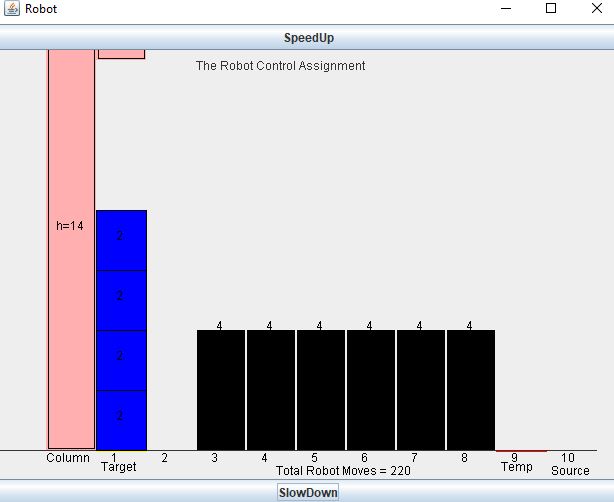 Robot
SpeedUp
The Robot Control Assignment
h=14
2
2
2
2
4 4 4 4 4 4
Column 1 2 3 4 5 6 7 8 9 10
Target Temp Source
Total Robot Moves = 220
SlowDown